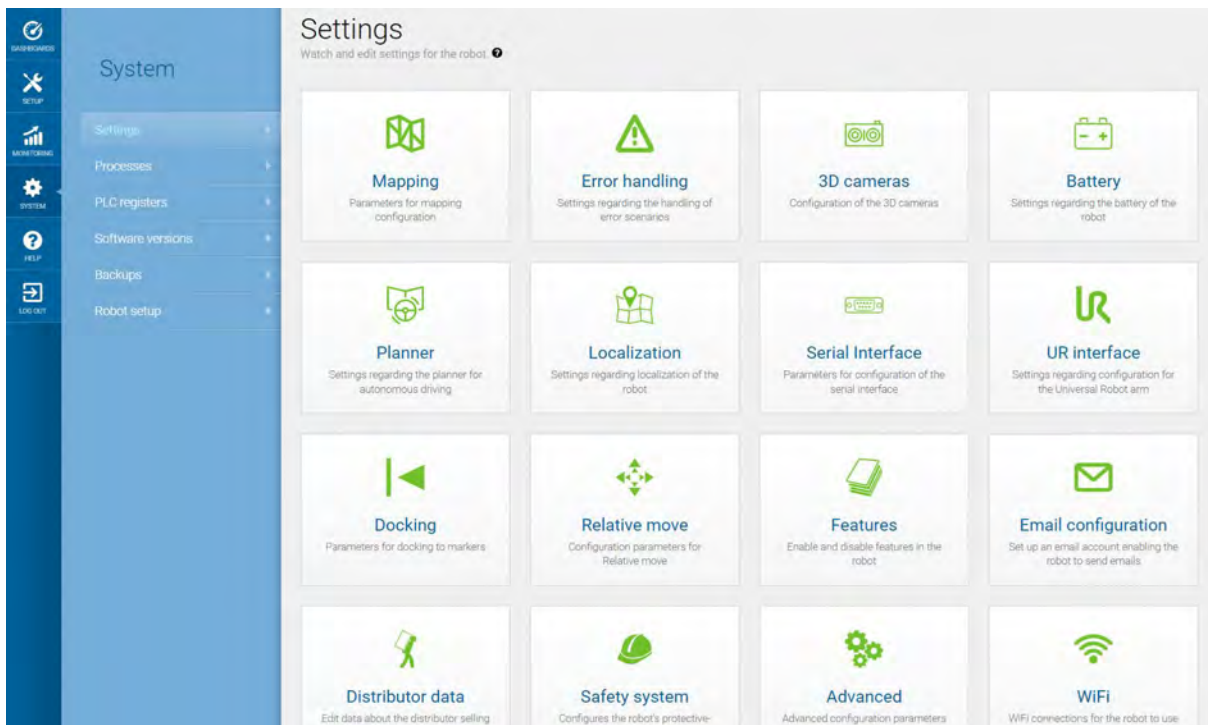 DASHBOARDS
SETUP
MONITORING
SYSTEM
HELP
LOG OUT
System
Settings
Processes
PLC registers
Software versions
Backups
Robot setup
Settings
Watch and edit settings for the robot.
Mapping
Parameters for mapping
configuration
Error handling
Settings regarding the handling of
error scenarios
3D cameras
Configuration of the 3D cameras
Battery
Settings regarding the battery of the
robot
Planner
Settings regarding the planner for
autonomous driving
Localization
Settings regarding localization of the
robot
Serial Interface
Parameters for configuration of the
serial interface
UR
UR interface
Settings regarding configuration for
the Universal Robot arm
Docking
Parameters for docking to markers
Relative move
Configuration parameters for
Relative move
Features
Enable and disable features in the
robot
Email configuration
Set up an email account enabling the
robot to send emails
Distributor data
Edit data about the distributor selling
Safety system
Configures the robot's protective-
Advanced
Advanced configuration parameters
WiFi
WiFi connections for the robot to use